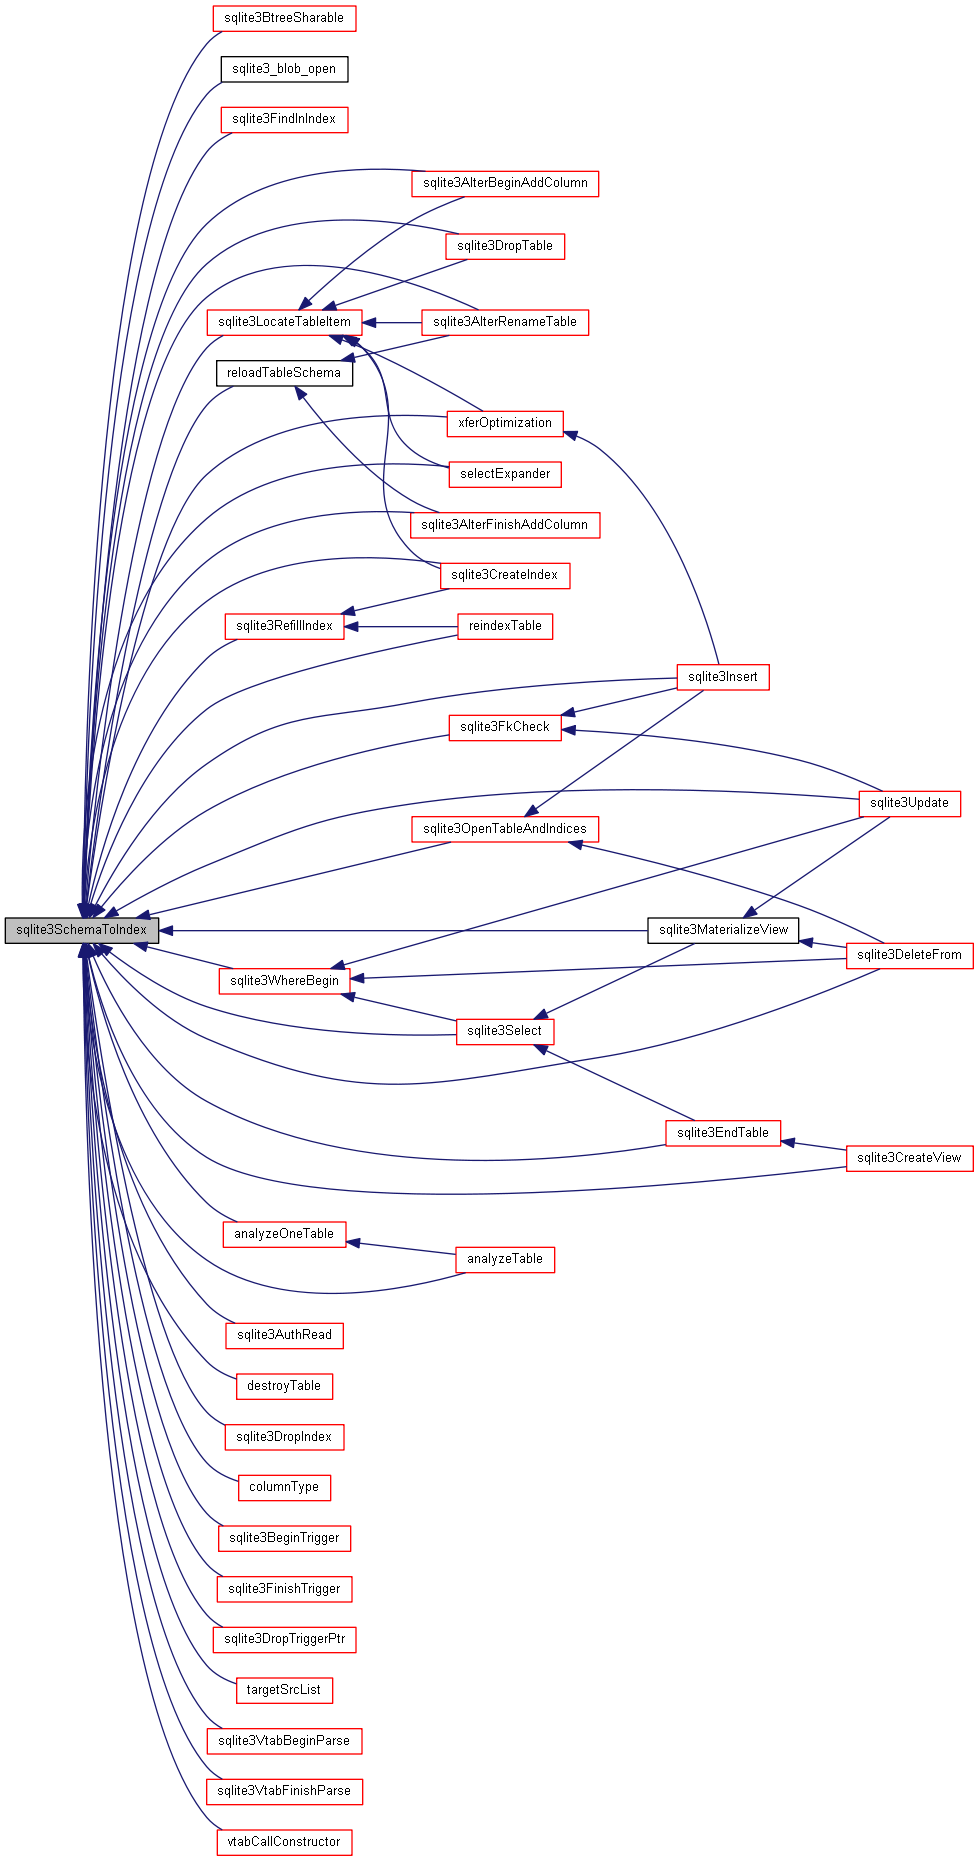 sqlite3BtreeSharable
sqlite3_blob_open
sqlite3FindInIndex
sqlite3AlterBeginAddColumn
sqlite3DropTable
sqlite3LocateTableItem
sqlite3AlterRenameTable
reloadTableSchema
xferOptimization
selectExpander
sqlite3AlterFinishAddColumn
sqlite3CreateIndex
sqlite3RefillIndex
reindexTable
sqlite3Insert
sqlite3FkCheck
sqlite3Update
sqlite3OpenTableAndIndices
sqlite3SchemaToIndex
sqlite3MaterializeView
sqlite3DeleteFrom
sqlite3WhereBegin
sqlite3Select
sqlite3EndTable
sqlite3CreateView
analyzeOneTable
analyzeTable
sqlite3AuthRead
destroyTable
sqlite3DropIndex
columnType
sqlite3BeginTrigger
sqlite3FinishTrigger
sqlite3DropTriggerPtr
targetSrcList
sqlite3VtabBeginParse
sqlite3VtabFinishParse
vtabCallConstructor